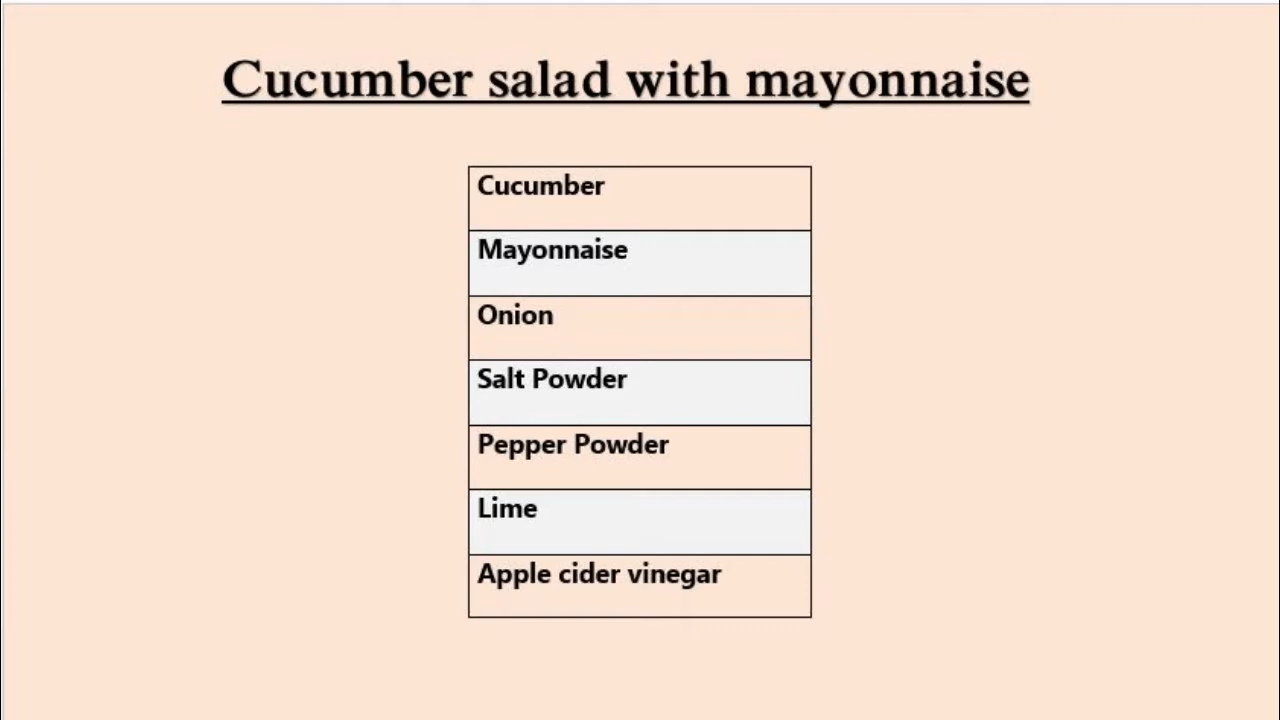 Cucumber salad with mayonnaise
Cucumber
Mayonnaise
Onion
Salt Powder
Pepper Powder
Lime
Apple cider vinegar